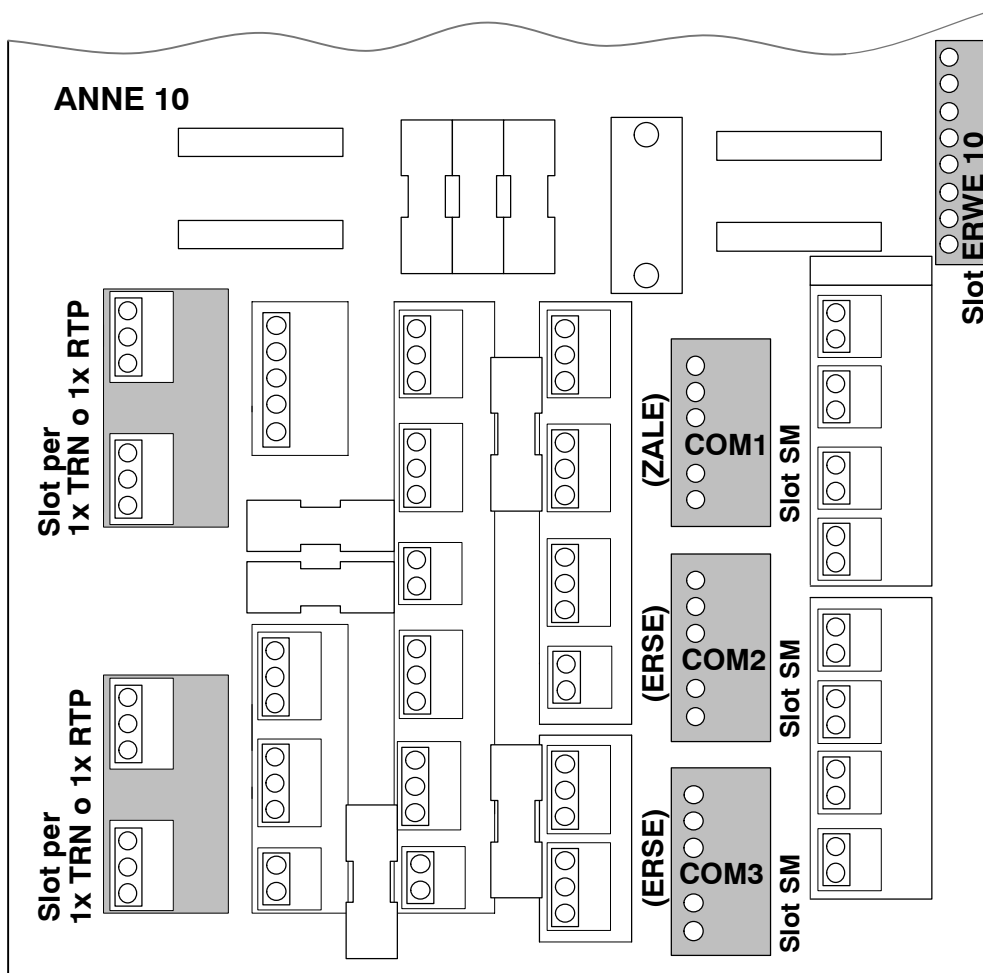 ANNE 10
Slot ERWE 10
Slot per
1x TRN o 1x RTP
(ZALE)
COM1
Slot SM
(ERSE)
COM2
Slot SM
Slot per
1x TRN o 1x RTP
(ERSE)
COM3
Slot SM